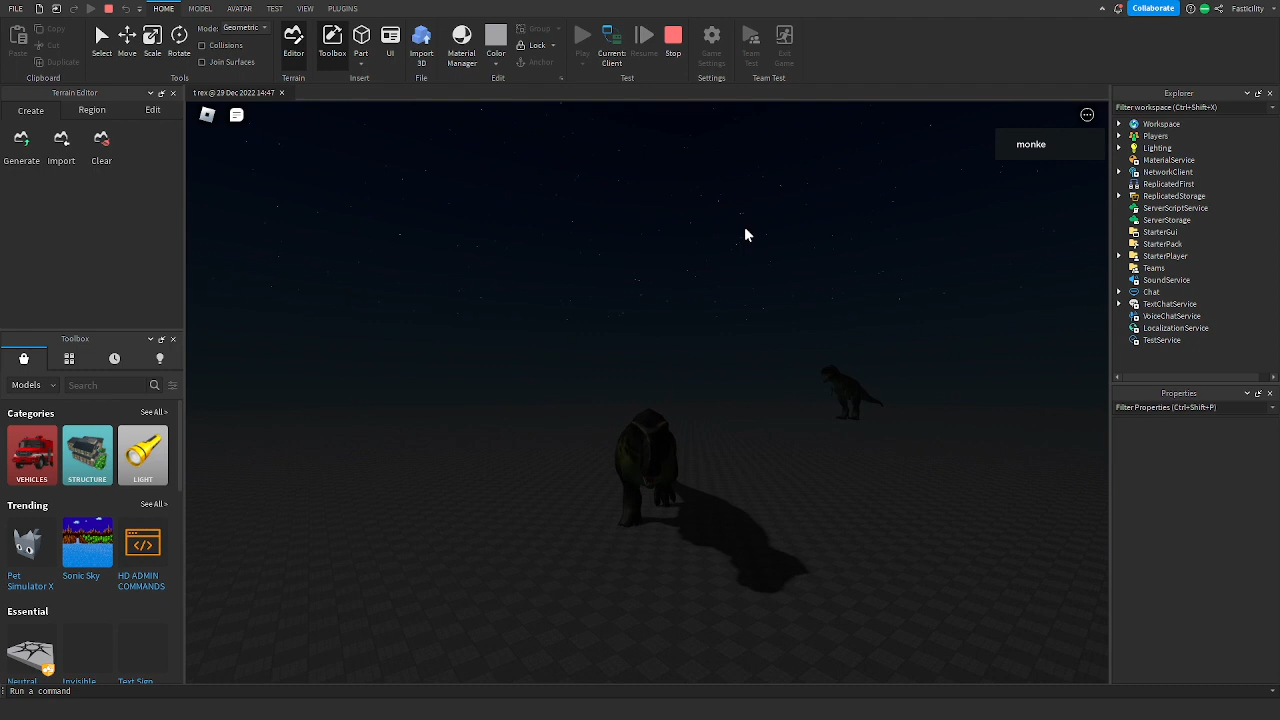 FILE HOME MODEL AVATAR TEST VIEW PLUGINS Collaborate Fasticility
Paste Copy Cut Duplicate Clipboard
Select Move Scale Rotate Mode: Geometric Collisions Join Surfaces Tools
Editor Terrain
Toolbox Part UI Insert
Import 3D File
Material Manager Color Group Lock Anchor Edit
Play Current: Client Resume Stop Test
Game Settings Settings
Team Test Exit Game Team Test
Terrain Editor
Create Region Edit
Generate Import Clear
t rex @ 29 Dec 2022 14:47
monke
Toolbox
Models Search
Categories See All >
VEHICLES STRUCTURE LIGHT
Trending See All >
Pet Simulator X
Sonic Sky
HD ADMIN COMMANDS
Essential
Neutral Invisible Text Sign
Run a command
Explorer
Filter workspace (Ctrl+Shift+X)
Workspace
Players
Lighting
MaterialService
NetworkClient
ReplicatedFirst
ReplicatedStorage
ServerScriptService
ServerStorage
StarterGui
StarterPack
StarterPlayer
Teams
SoundService
Chat
TextChatService
VoiceChatService
LocalizationService
TestService
Properties
Filter Properties (Ctrl+Shift+P)